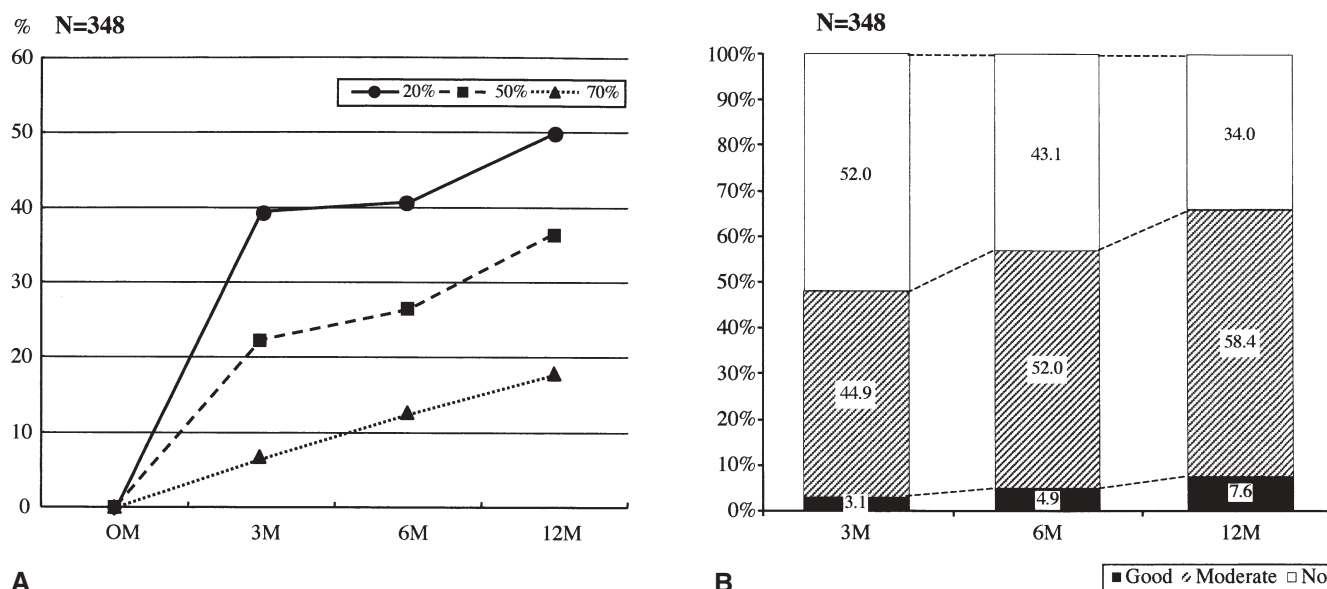 % N=348
60
50
40
30
20
10
0
20% 50% 70%
OM 3M 6M 12M
A
N=348
100%
90%
80%
70%
60%
50%
40%
30%
20%
10%
0%
52.0 43.1 34.0
44.9 52.0 58.4
3.1 4.9 7.6
3M 6M 12M
B
Good Moderate No